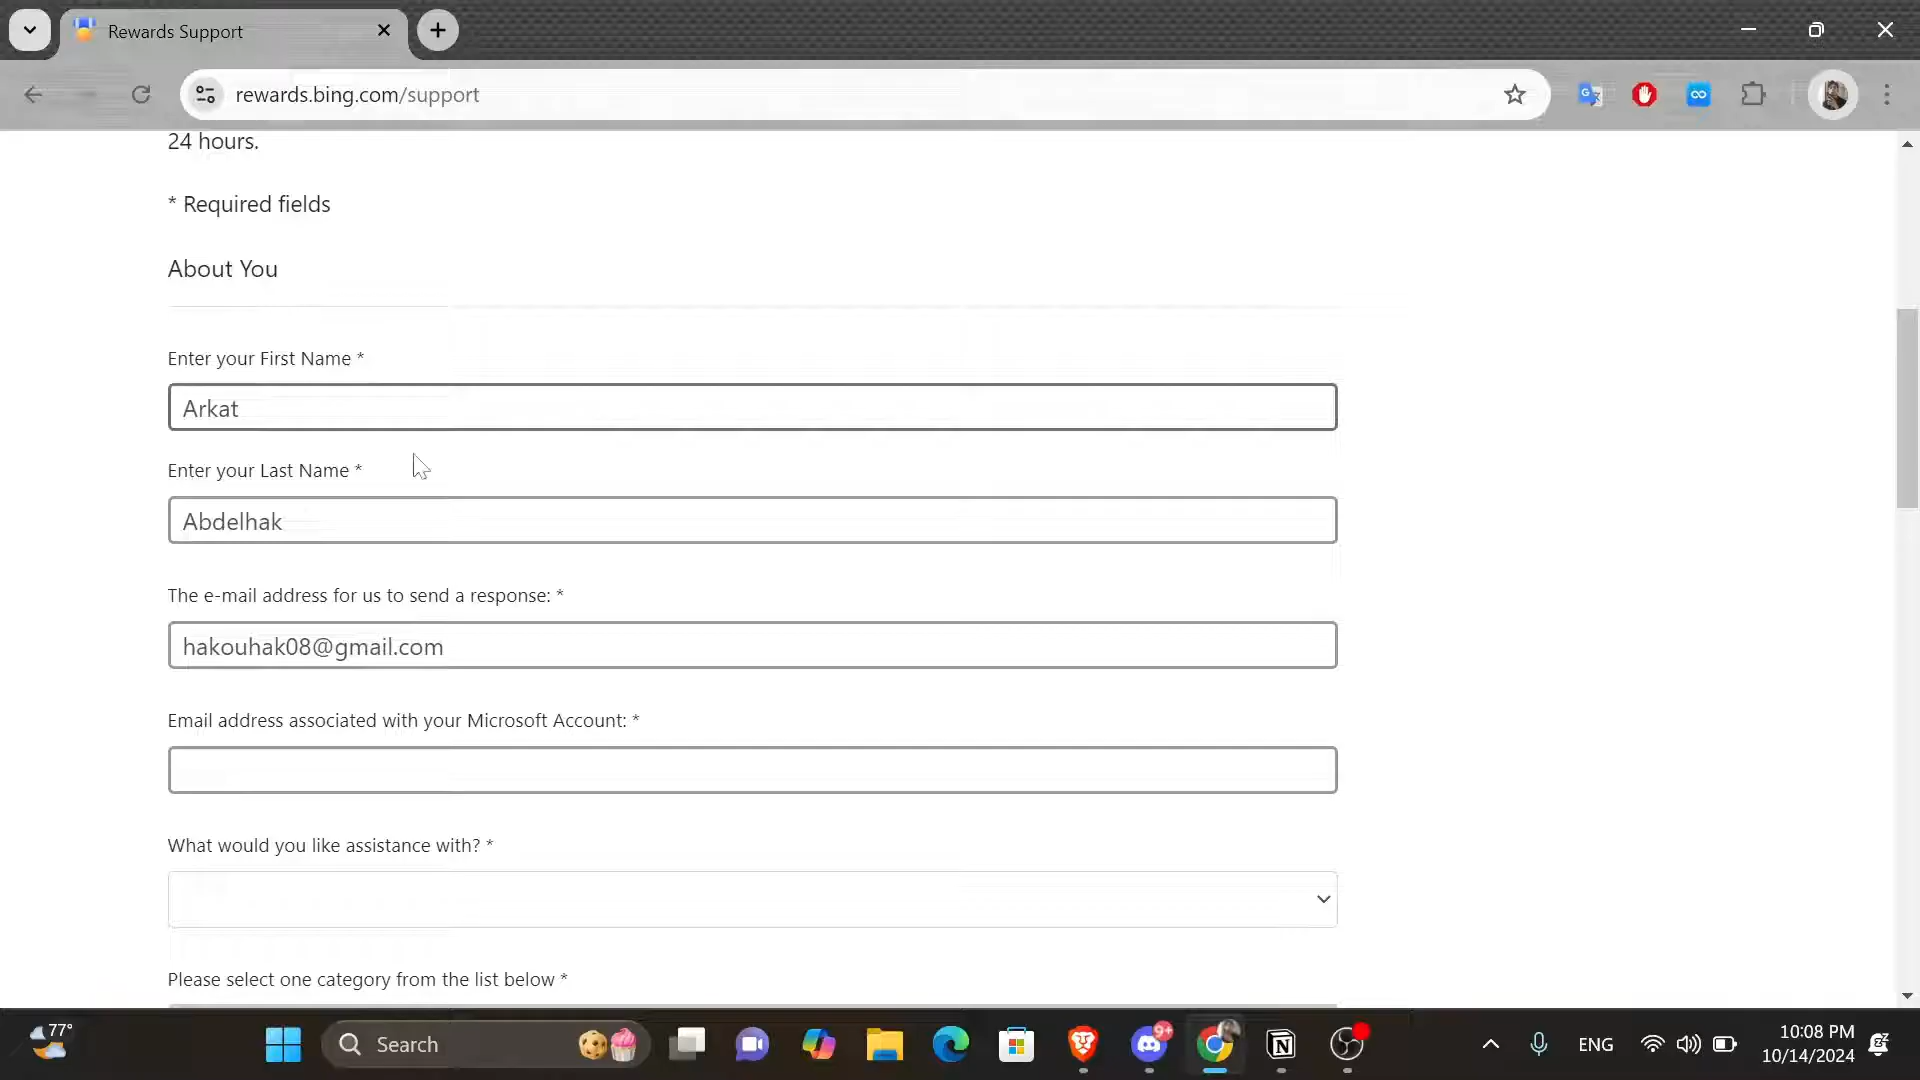 Rewards Support
rewards.bing.com/support
24 hours.
* Required fields
About You
Enter your First Name *
Arkat
Enter your Last Name *
Abdelhak
The e-mail address for us to send a response: *
hakouhak08@gmail.com
Email address associated with your Microsoft Account: *
What would you like assistance with? *
Please select one category from the list below *
77°
Search
9+
ENG
10:08 PM
10/14/2024